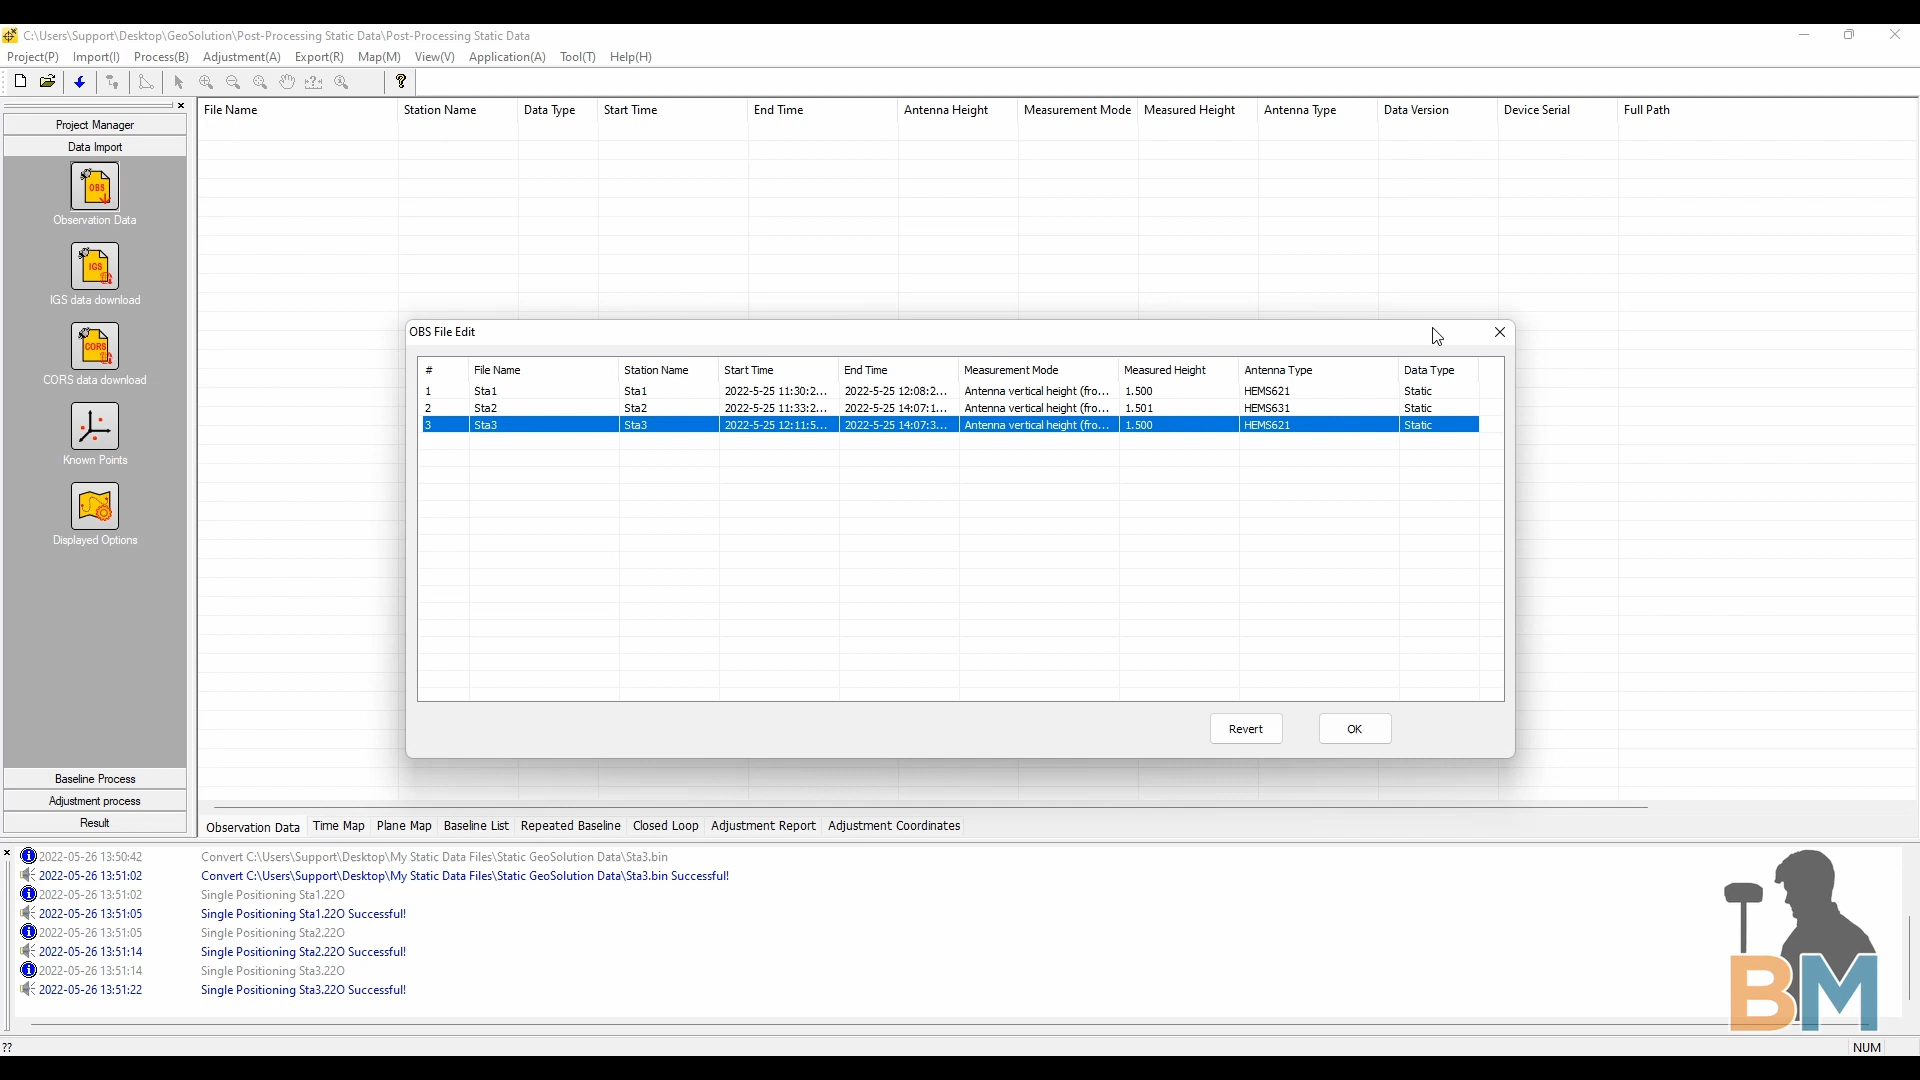 C:\Users\Support\Desktop\GeoSolution\Post-Processing Static Data\Post-Processing Static Data
Project(P) Import(I) Process(B) Adjustment(A) Export(R) Map(M) View(V) Application(A) Tool(T) Help(H)
Project Manager
Data Import
OBS
Observation Data
IGS
IGS data download
CORS
CORS data download
Known Points
Displayed Options
Baseline Process
Adjustment process
Result
File Name Station Name Data Type Start Time End Time Antenna Height Measurement Mode Measured Height Antenna Type Data Version Device Serial Full Path
OBS File Edit
# File Name Station Name Start Time End Time Measurement Mode Measured Height Antenna Type Data Type
1 Sta1 Sta1 2022-5-25 11:30:2... 2022-5-25 12:08:2... Antenna vertical height (fro... 1.500 HEMS621 Static
2 Sta2 Sta2 2022-5-25 11:33:2... 2022-5-25 14:07:1... Antenna vertical height (fro... 1.501 HEMS631 Static
3 Sta3 Sta3 2022-5-25 12:11:5... 2022-5-25 14:07:3... Antenna vertical height (fro... 1.500 HEMS621 Static
Revert OK
Observation Data Time Map Plane Map Baseline List Repeated Baseline Closed Loop Adjustment Report Adjustment Coordinates
2022-05-26 13:50:42 Convert C:\Users\Support\Desktop\My Static Data Files\Static GeoSolution Data\Sta3.bin
2022-05-26 13:51:02 Convert C:\Users\Support\Desktop\My Static Data Files\Static GeoSolution Data\Sta3.bin Successful!
2022-05-26 13:51:02 Single Positioning Sta1.22O
2022-05-26 13:51:05 Single Positioning Sta1.22O Successful!
2022-05-26 13:51:05 Single Positioning Sta2.22O
2022-05-26 13:51:14 Single Positioning Sta2.22O Successful!
2022-05-26 13:51:14 Single Positioning Sta3.22O
2022-05-26 13:51:22 Single Positioning Sta3.22O Successful!
BM
?? NUM